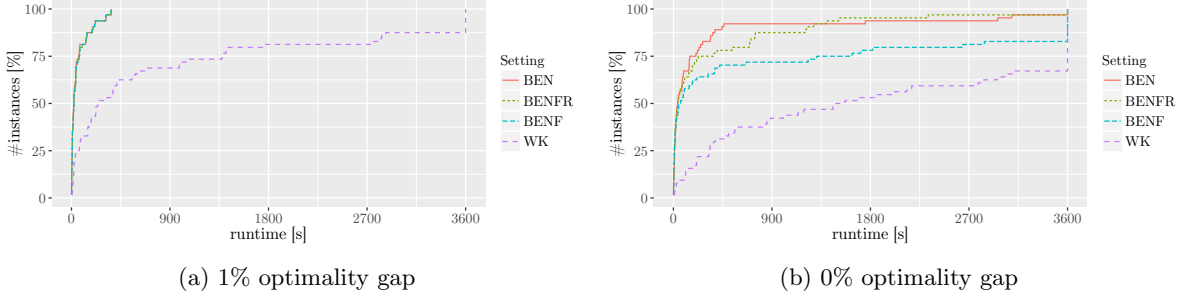 100
75
50
25
0
#instances [%]
0 900 1800 2700 3600
runtime [s]
Setting
BEN
BENFR
BENF
WK
(a) 1% optimality gap
100
75
50
25
0
#instances [%]
0 900 1800 2700 3600
runtime [s]
Setting
BEN
BENFR
BENF
WK
(b) 0% optimality gap